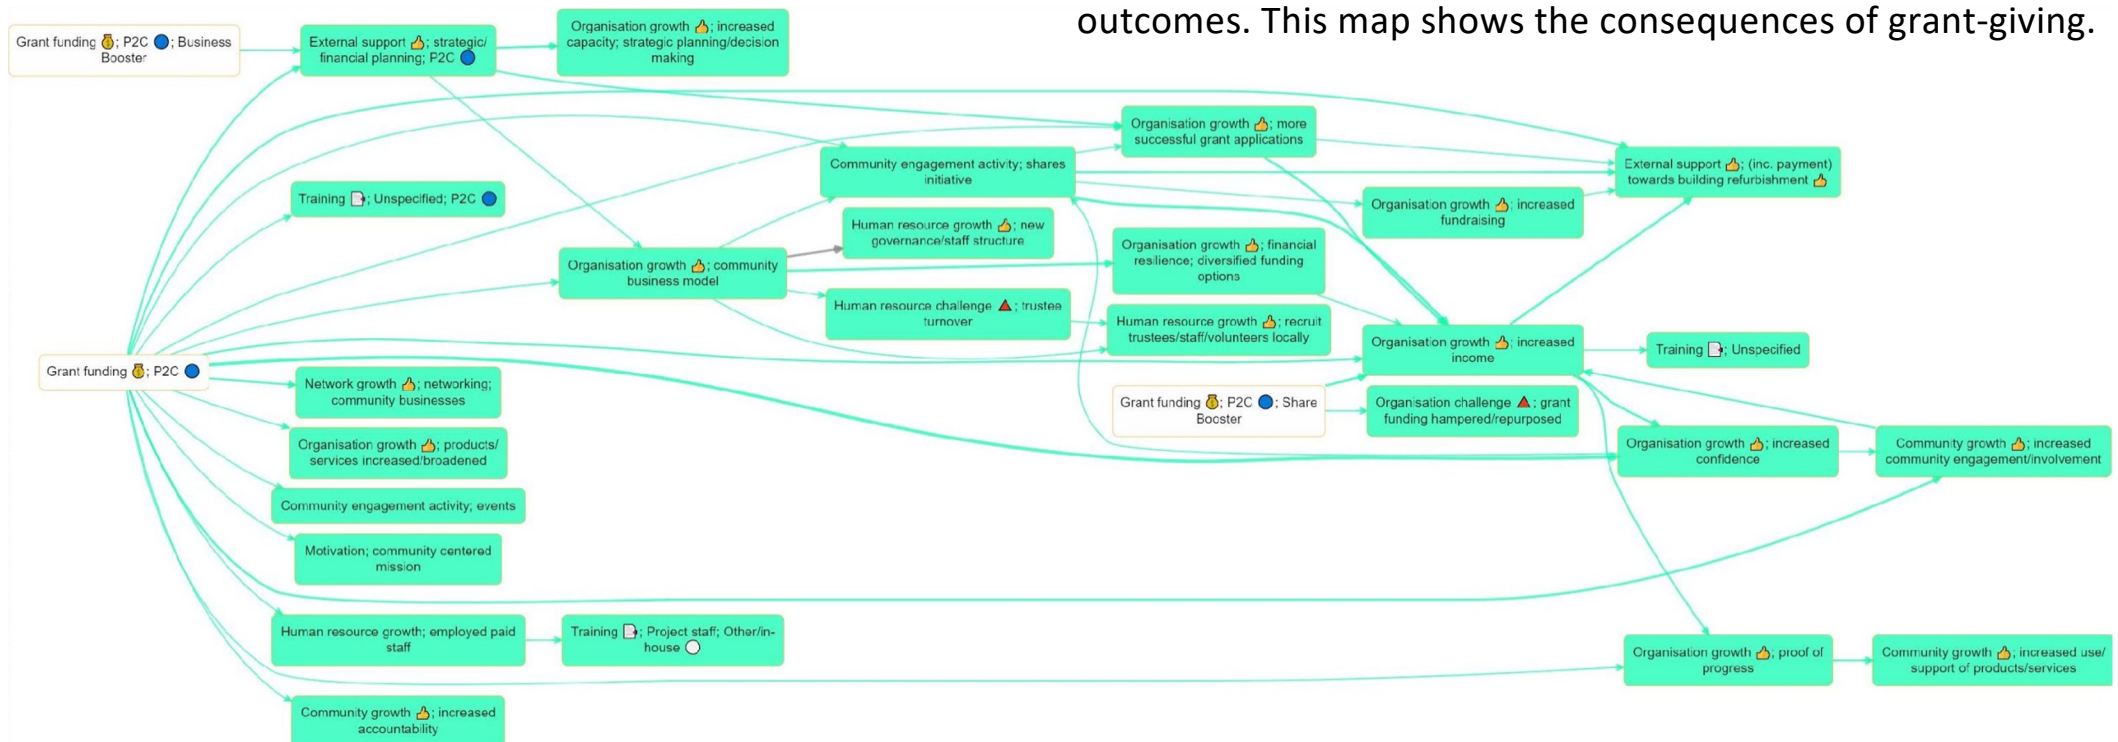 outcomes. This map shows the consequences of grant-giving.
Grant funding 💰; P2C 🔵; Business
Booster
External support 👍; strategic/
financial planning; P2C 🔵
Organisation growth 👍; increased
capacity; strategic planning/decision
making
Organisation growth 👍; more
successful grant applications
Community engagement activity; shares
initiative
External support 👍; (inc. payment)
towards building refurbishment 👍
Training 📑; Unspecified; P2C 🔵
Organisation growth 👍; increased
fundraising
Human resource growth 👍; new
governance/staff structure
Organisation growth 👍; financial
resilience; diversified funding
options
Organisation growth 👍; community
business model
Human resource challenge 🔺; trustee
turnover
Human resource growth 👍; recruit
trustees/staff/volunteers locally
Organisation growth 👍; increased
income
Training 📑; Unspecified
Grant funding 💰; P2C 🔵
Network growth 👍; networking;
community businesses
Grant funding 💰; P2C 🔵; Share
Booster
Organisation challenge 🔺; grant
funding hampered/repurposed
Organisation growth 👍; products/
services increased/broadened
Organisation growth 👍; increased
confidence
Community growth 👍; increased
community engagement/involvement
Community engagement activity; events
Motivation; community centered
mission
Human resource growth; employed paid
staff
Training 📑; Project staff; Other/in-
house ⚪
Organisation growth 👍; proof of
progress
Community growth 👍; increased use/
support of products/services
Community growth 👍; increased
accountability